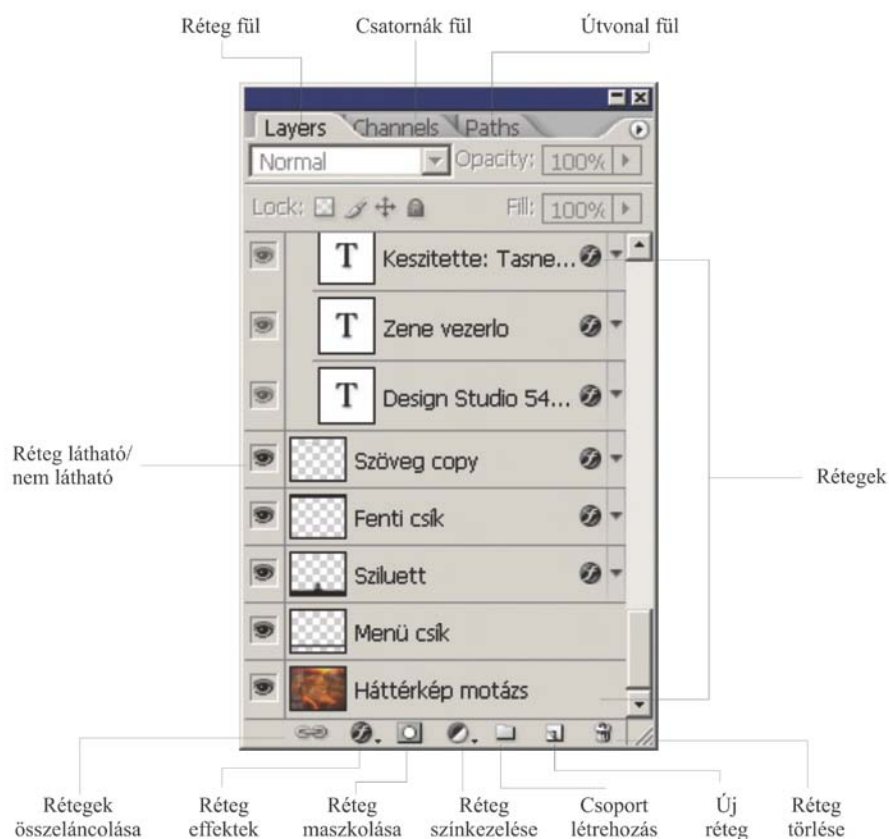 Réteg fül Csatornák fül Útvonal fül
Layers Channels Paths
Normal Opacity: 100%
Lock: Fill: 100%
T Keszitette: Tasne...
T Zene vezerlo
T Design Studio 54...
Réteg látható/
nem látható
Szöveg copy
Rétegek
Fenti csík
Sziluett
Menü csík
Háttérkép motázs
Rétegek összeláncolása
Réteg effektek
Réteg maszkolása
Réteg színkezelése
Csoport létrehozás
Új réteg
Réteg törlése